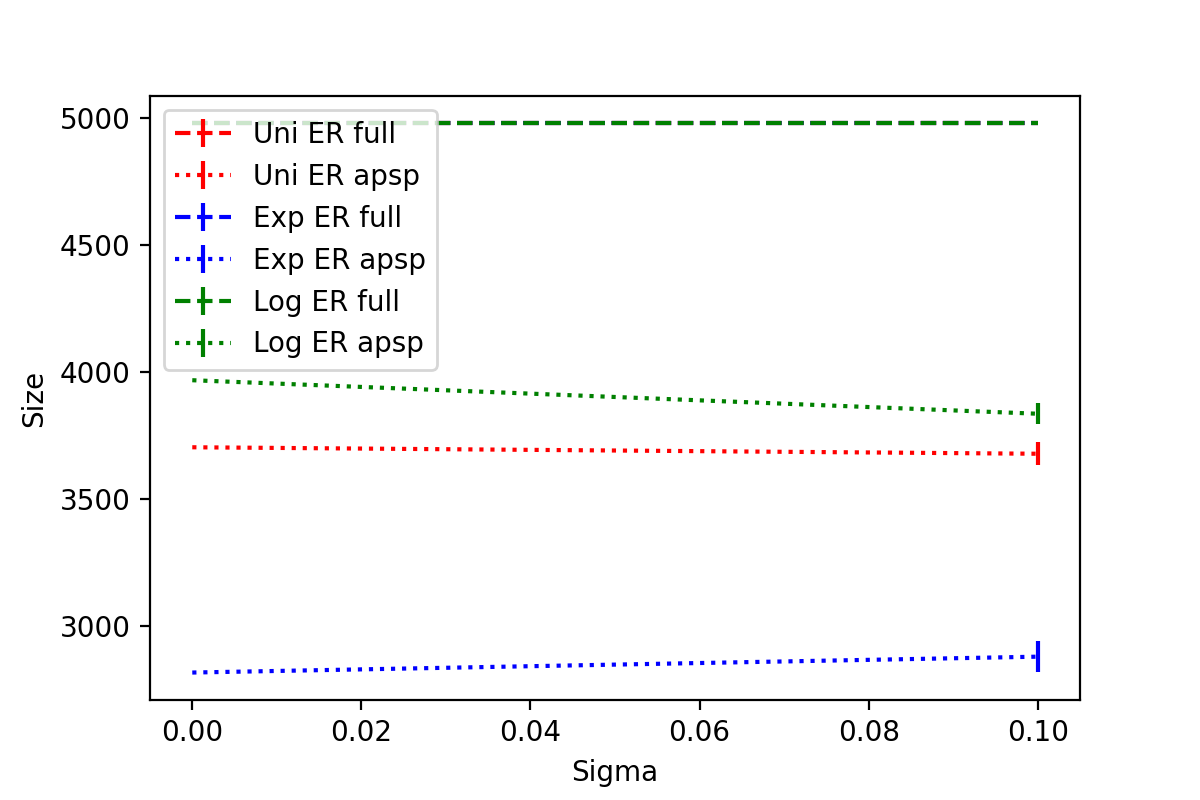 5000
4500
4000
3500
3000
Size
Uni ER full
Uni ER apsp
Exp ER full
Exp ER apsp
Log ER full
Log ER apsp
0.00 0.02 0.04 0.06 0.08 0.10
Sigma